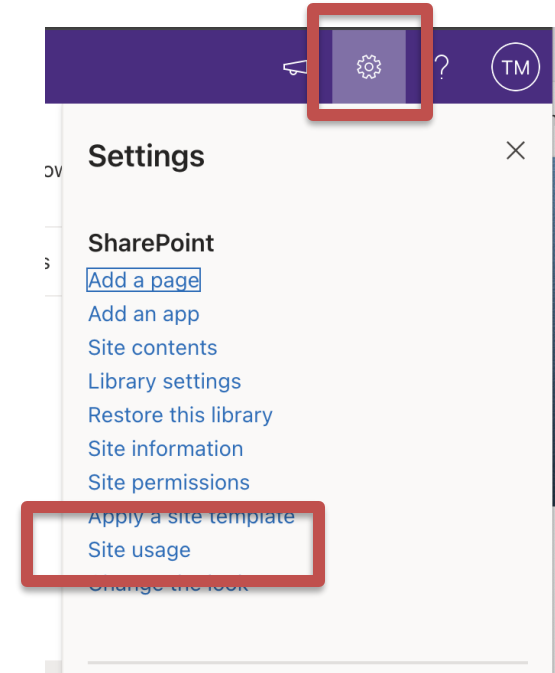 ?
TM
Settings
SharePoint
Add a page
Add an app
Site contents
Library settings
Restore this library
Site information
Site permissions
Apply a site template
Site usage
Change the look